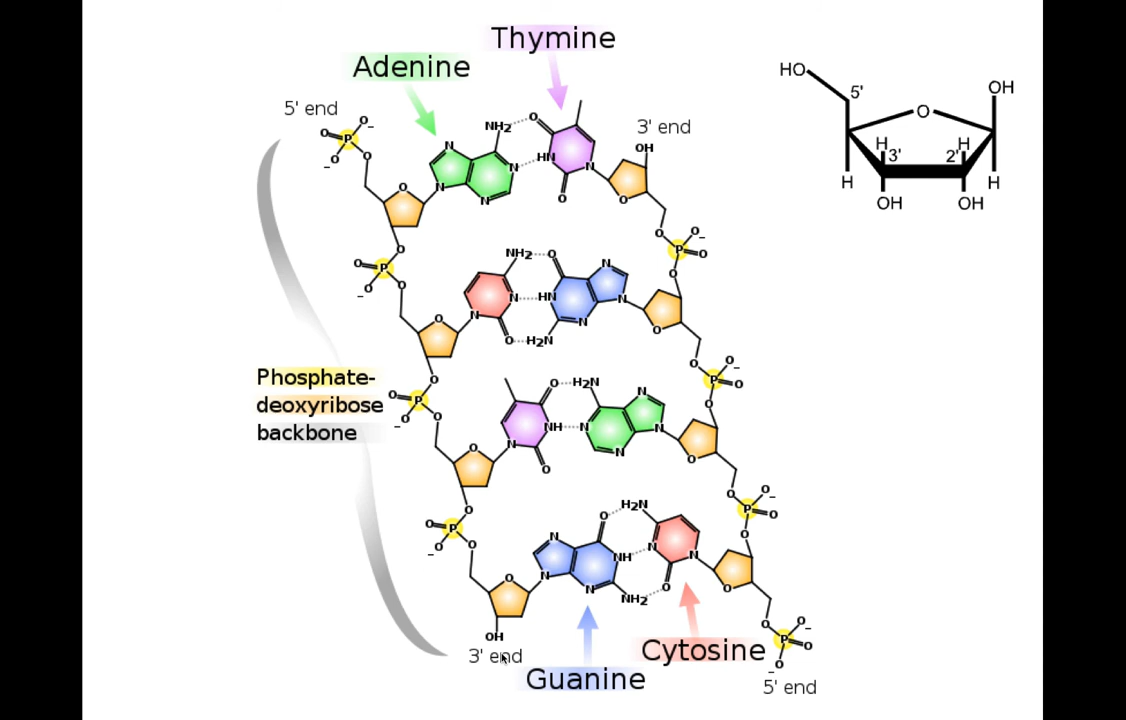 Thymine
Adenine
5' end
3' end
HO
5'
O
OH
H
3'
2'
H
H
H
OH
OH
O
O
P
O
O
NH2
N
N
N
N
O
HN
N
O
OH
O
O
O
P
O
O
O
O
P
O
O
O
O
NH2
N
N
O
O
HN
N
N
N
H2N
O
O
O
P
O
O
O
Phosphate-
deoxyribose
backbone
O
P
O
O
O
O
O
NH
N
O
H2N
N
N
N
N
O
O
P
O
O
O
O
P
O
O
O
O
N
N
O
NH
N
NH2
H2N
N
N
O
O
O
P
O
O
OH
3' end
Guanine
Cytosine
5' end